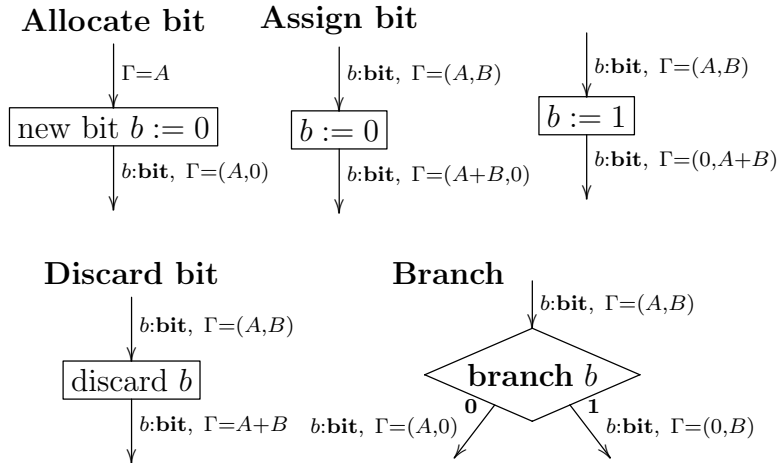 Allocate bit
Γ=A
new bit b := 0
b:bit, Γ=(A,0)
Assign bit
b:bit, Γ=(A,B)
b := 0
b:bit, Γ=(A+B,0)
b:bit, Γ=(A,B)
b := 1
b:bit, Γ=(0,A+B)
Discard bit
b:bit, Γ=(A,B)
discard b
b:bit, Γ=A+B
Branch
b:bit, Γ=(A,B)
branch b
0
1
b:bit, Γ=(A,0)
b:bit, Γ=(0,B)